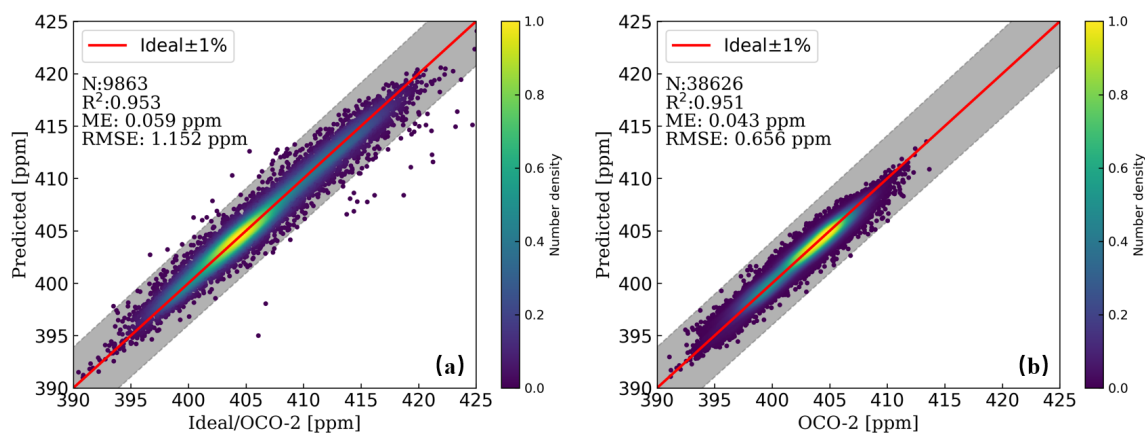 425
420
415
410
405
400
395
390
Predicted [ppm]
Ideal±1%
N:9863
R²:0.953
ME: 0.059 ppm
RMSE: 1.152 ppm
(a)
390 395 400 405 410 415 420 425
Ideal/OCO-2 [ppm]
1.0
0.8
0.6
0.4
0.2
0.0
Number density
425
420
415
410
405
400
395
390
Predicted [ppm]
Ideal±1%
N:38626
R²:0.951
ME: 0.043 ppm
RMSE: 0.656 ppm
(b)
390 395 400 405 410 415 420 425
OCO-2 [ppm]
1.0
0.8
0.6
0.4
0.2
0.0
Number density